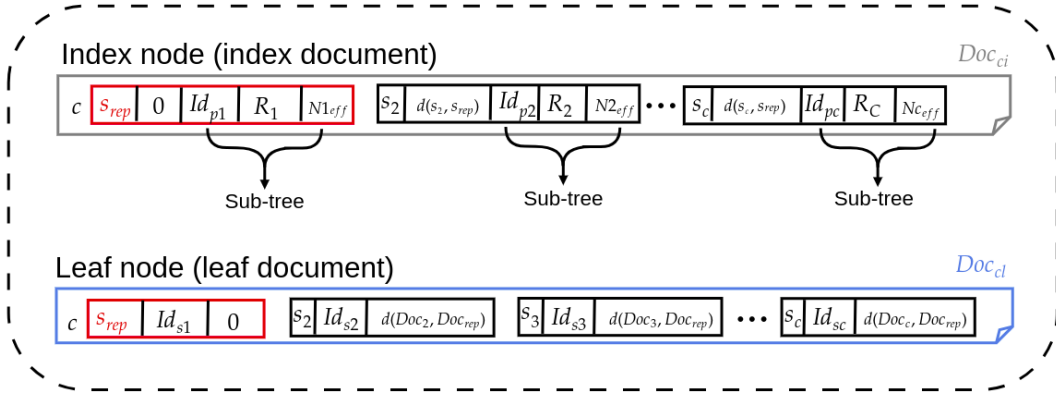 Index node (index document)
Doc_ci
c s_rep 0 Id_p1 R_1 N1_eff s_2 d(s_2, s_rep) Id_p2 R_2 N2_eff ••• s_c d(s_c, s_rep) Id_pc R_C Nc_eff
Sub-tree Sub-tree Sub-tree
Leaf node (leaf document)
Doc_cl
c s_rep Id_s1 0 s_2 Id_s2 d(Doc_2, Doc_rep) s_3 Id_s3 d(Doc_3, Doc_rep) ••• s_c Id_sc d(Doc_c, Doc_rep)